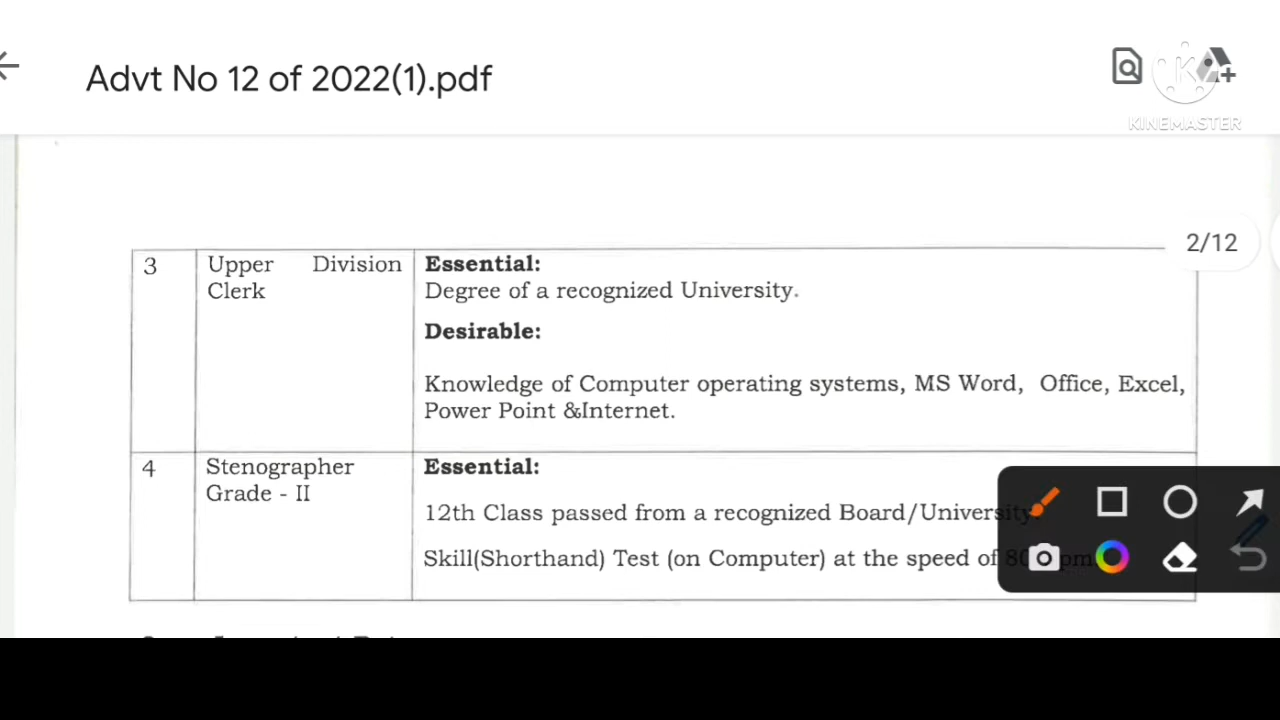 Advt No 12 of 2022(1).pdf
KINEMASTER
2/12
3 Upper Division Clerk
Essential:
Degree of a recognized University.
Desirable:
Knowledge of Computer operating systems, MS Word, Office, Excel,
Power Point &Internet.
4 Stenographer Grade - II
Essential:
12th Class passed from a recognized Board/University.
Skill(Shorthand) Test (on Computer) at the speed of